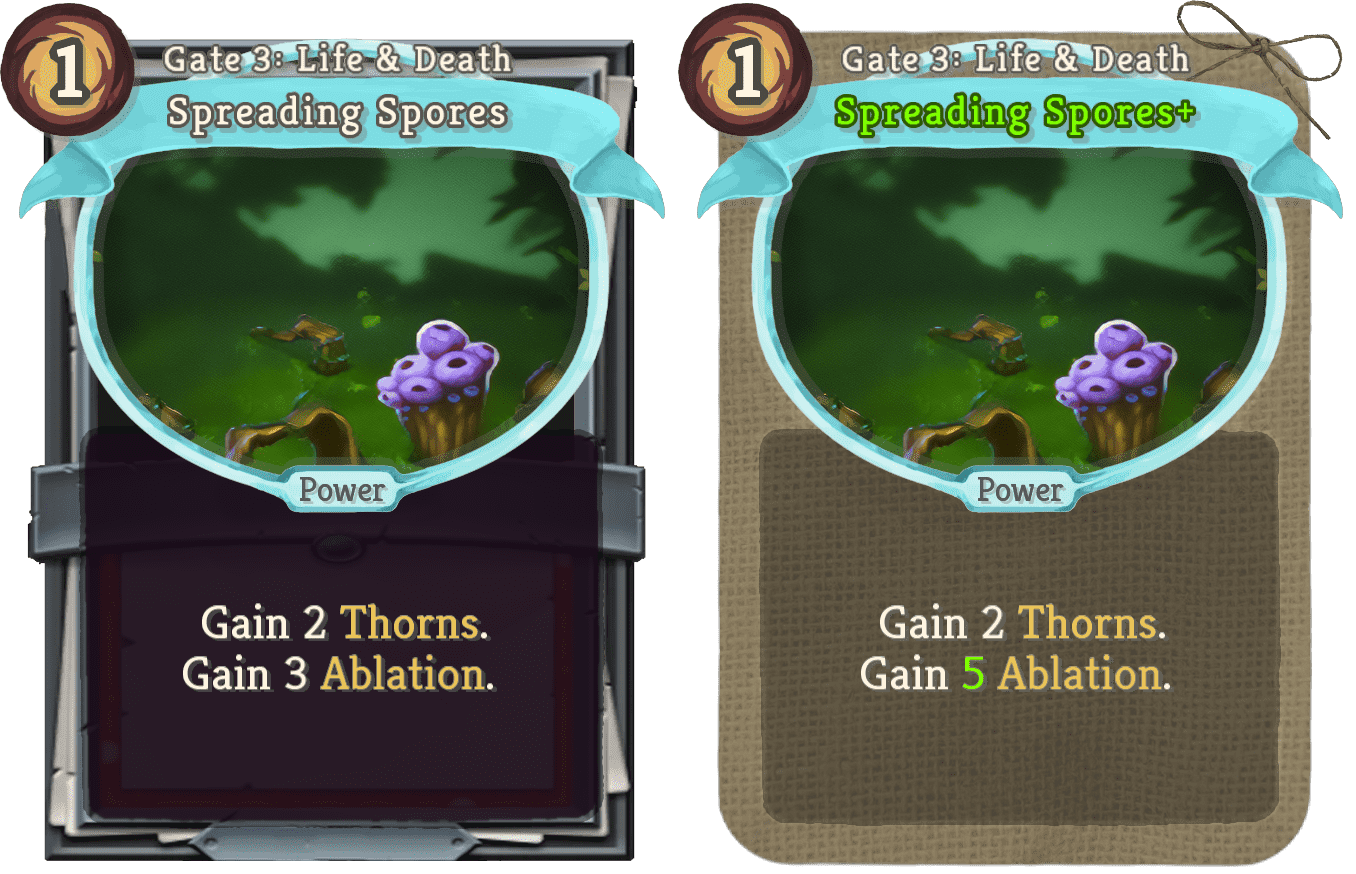 1
Gate 3: Life & Death
Spreading Spores
Power
Gain 2 Thorns.
Gain 3 Ablation.
1
Gate 3: Life & Death
Spreading Spores+
Power
Gain 2 Thorns.
Gain 5 Ablation.